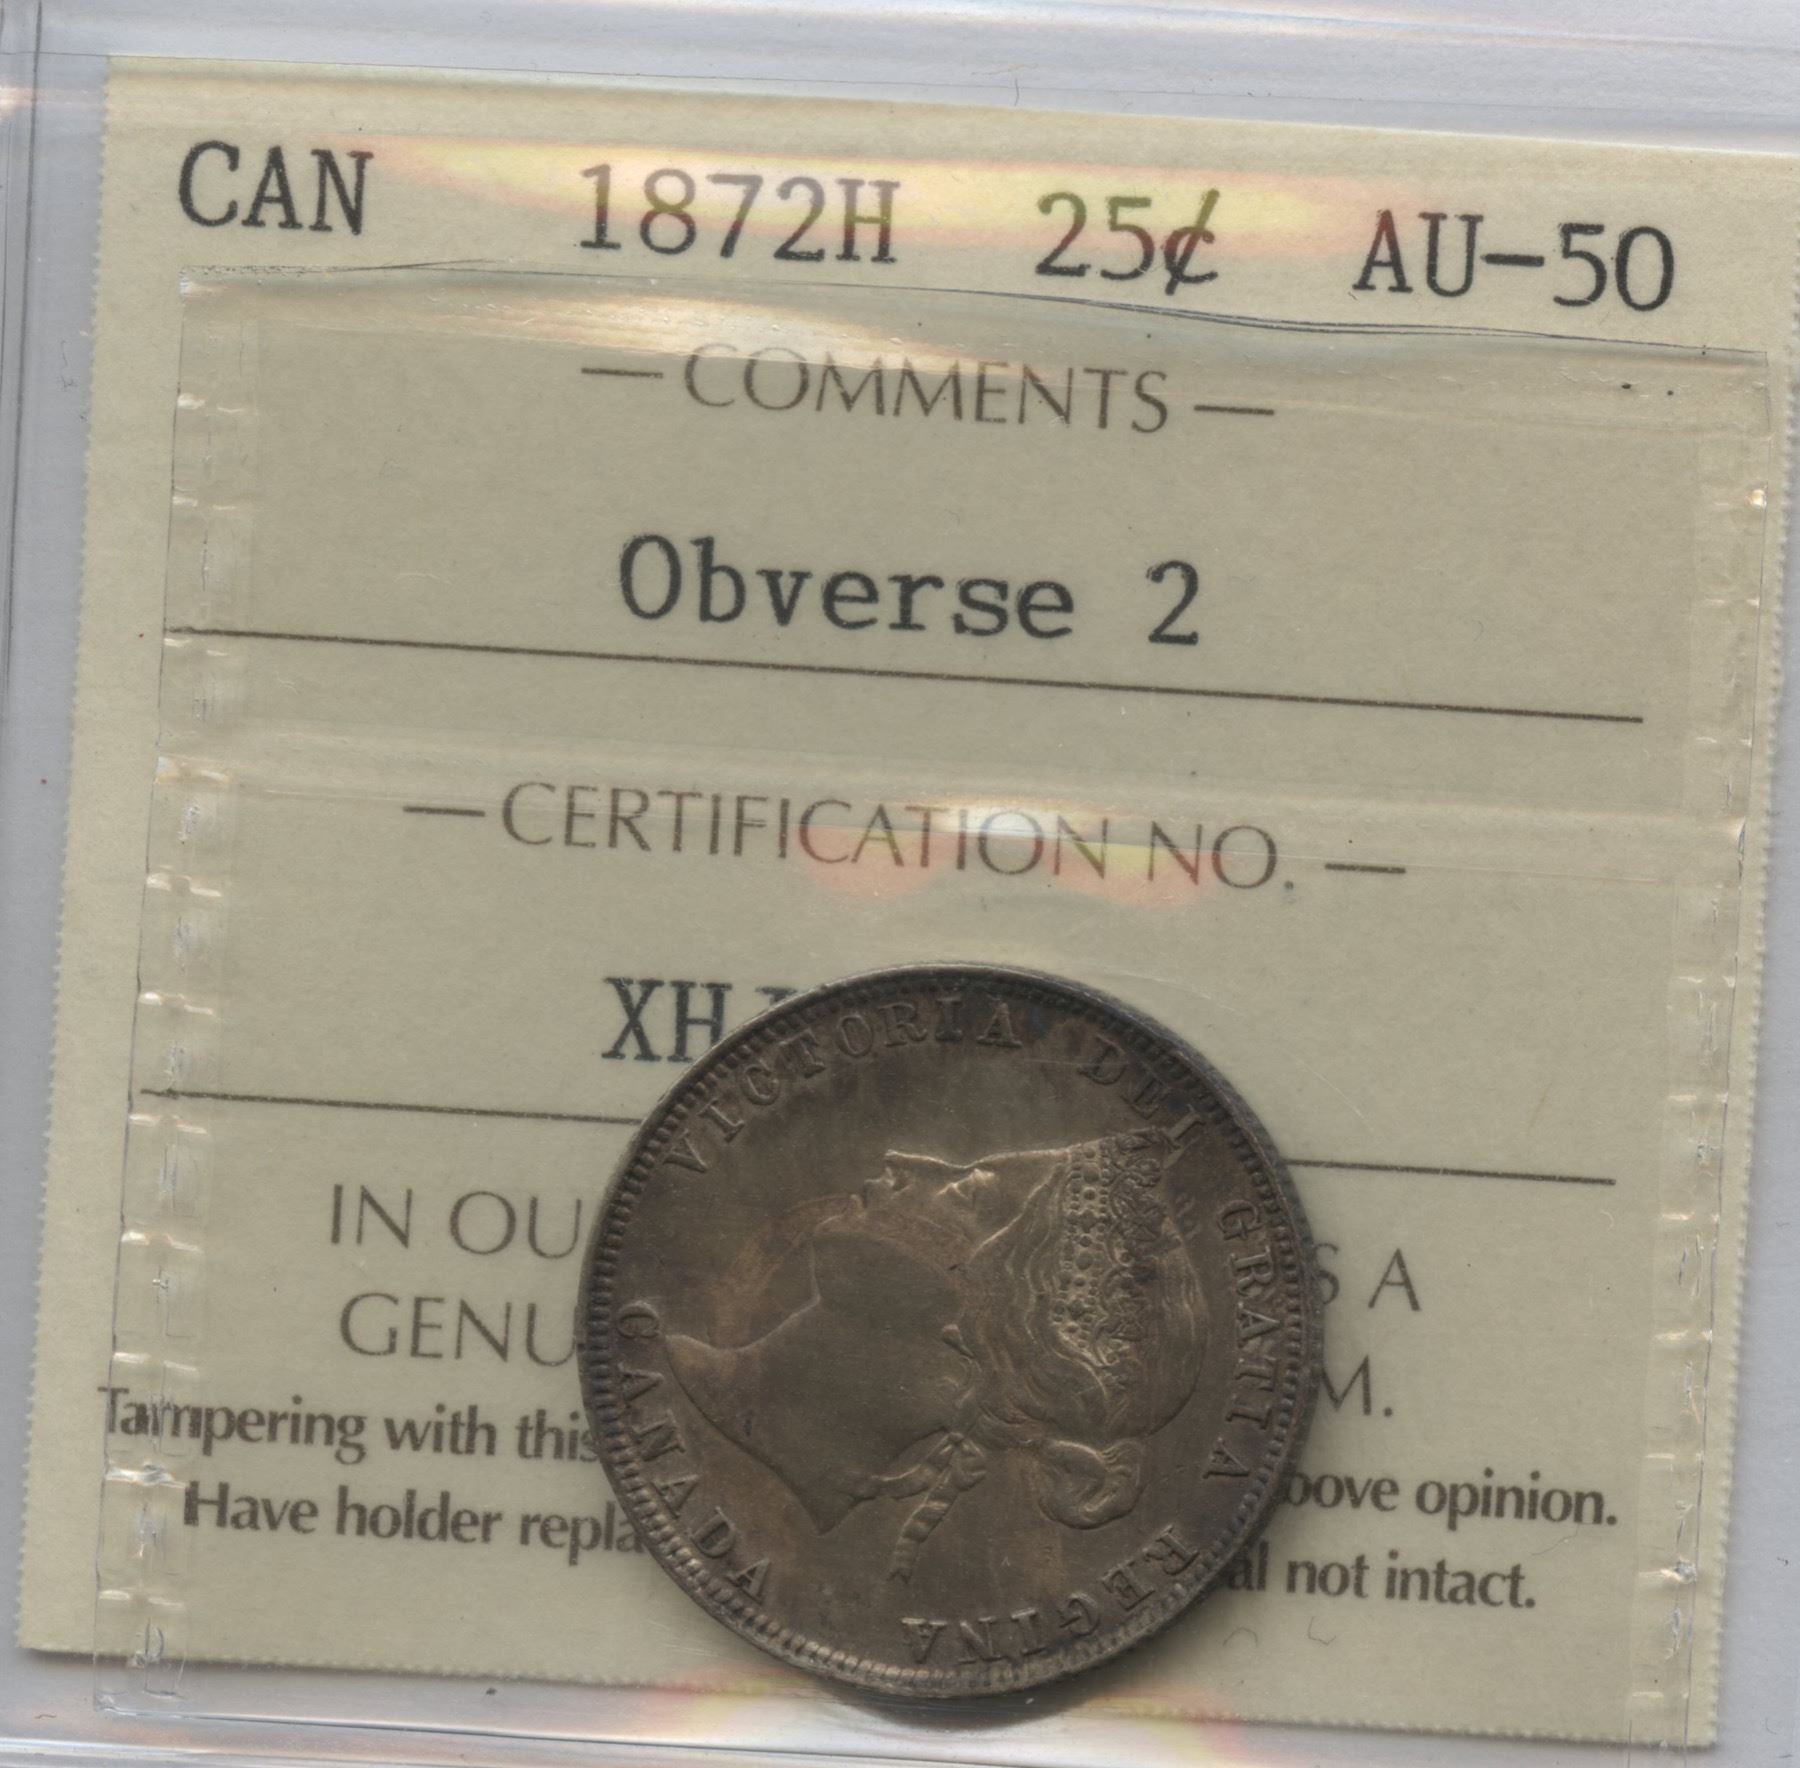 CAN 1872H 25¢ AU-50
— COMMENTS —
Obverse 2
— CERTIFICATION NO. —
XH
IN OU S A
GENU M.
Tampering with this bove opinion.
Have holder repla al not intact.
VICTORIA DEI GRATIA REGINA
CANADA